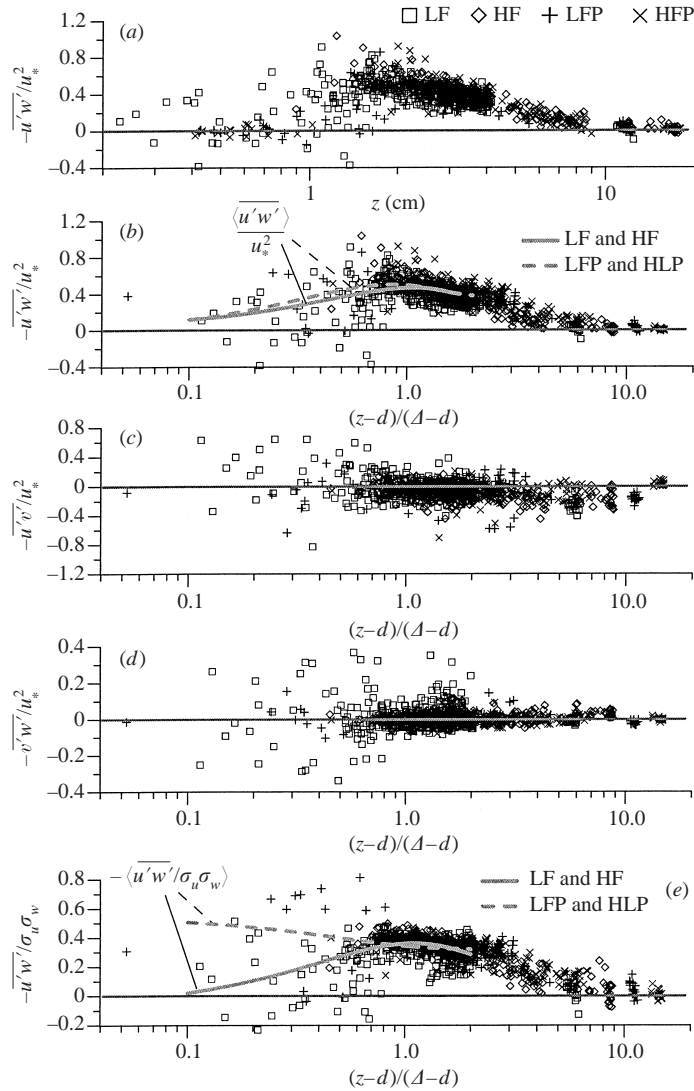 □ LF ◇ HF + LFP × HFP
(a)
−u′w′/u*²
1.2
0.8
0.4
0
−0.4
1
10
z (cm)
(b)
⟨u′w′⟩
u*²
LF and HF
LFP and HLP
−u′w′/u*²
1.2
0.8
0.4
0
−0.4
0.1
1.0
10.0
(z–d)/(Δ–d)
(c)
−u′v′/u*²
0.8
0.4
0
−0.4
−0.8
−1.2
0.1
1.0
10.0
(z–d)/(Δ–d)
(d)
−v′w′/u*²
0.4
0.2
0
−0.2
−0.4
0.1
1.0
10.0
(z–d)/(Δ–d)
−⟨u′w′/σuσw⟩
LF and HF
(e)
LFP and HLP
−u′w′/σuσw
0.8
0.6
0.4
0.2
0
−0.2
0.1
1.0
10.0
(z–d)/(Δ–d)